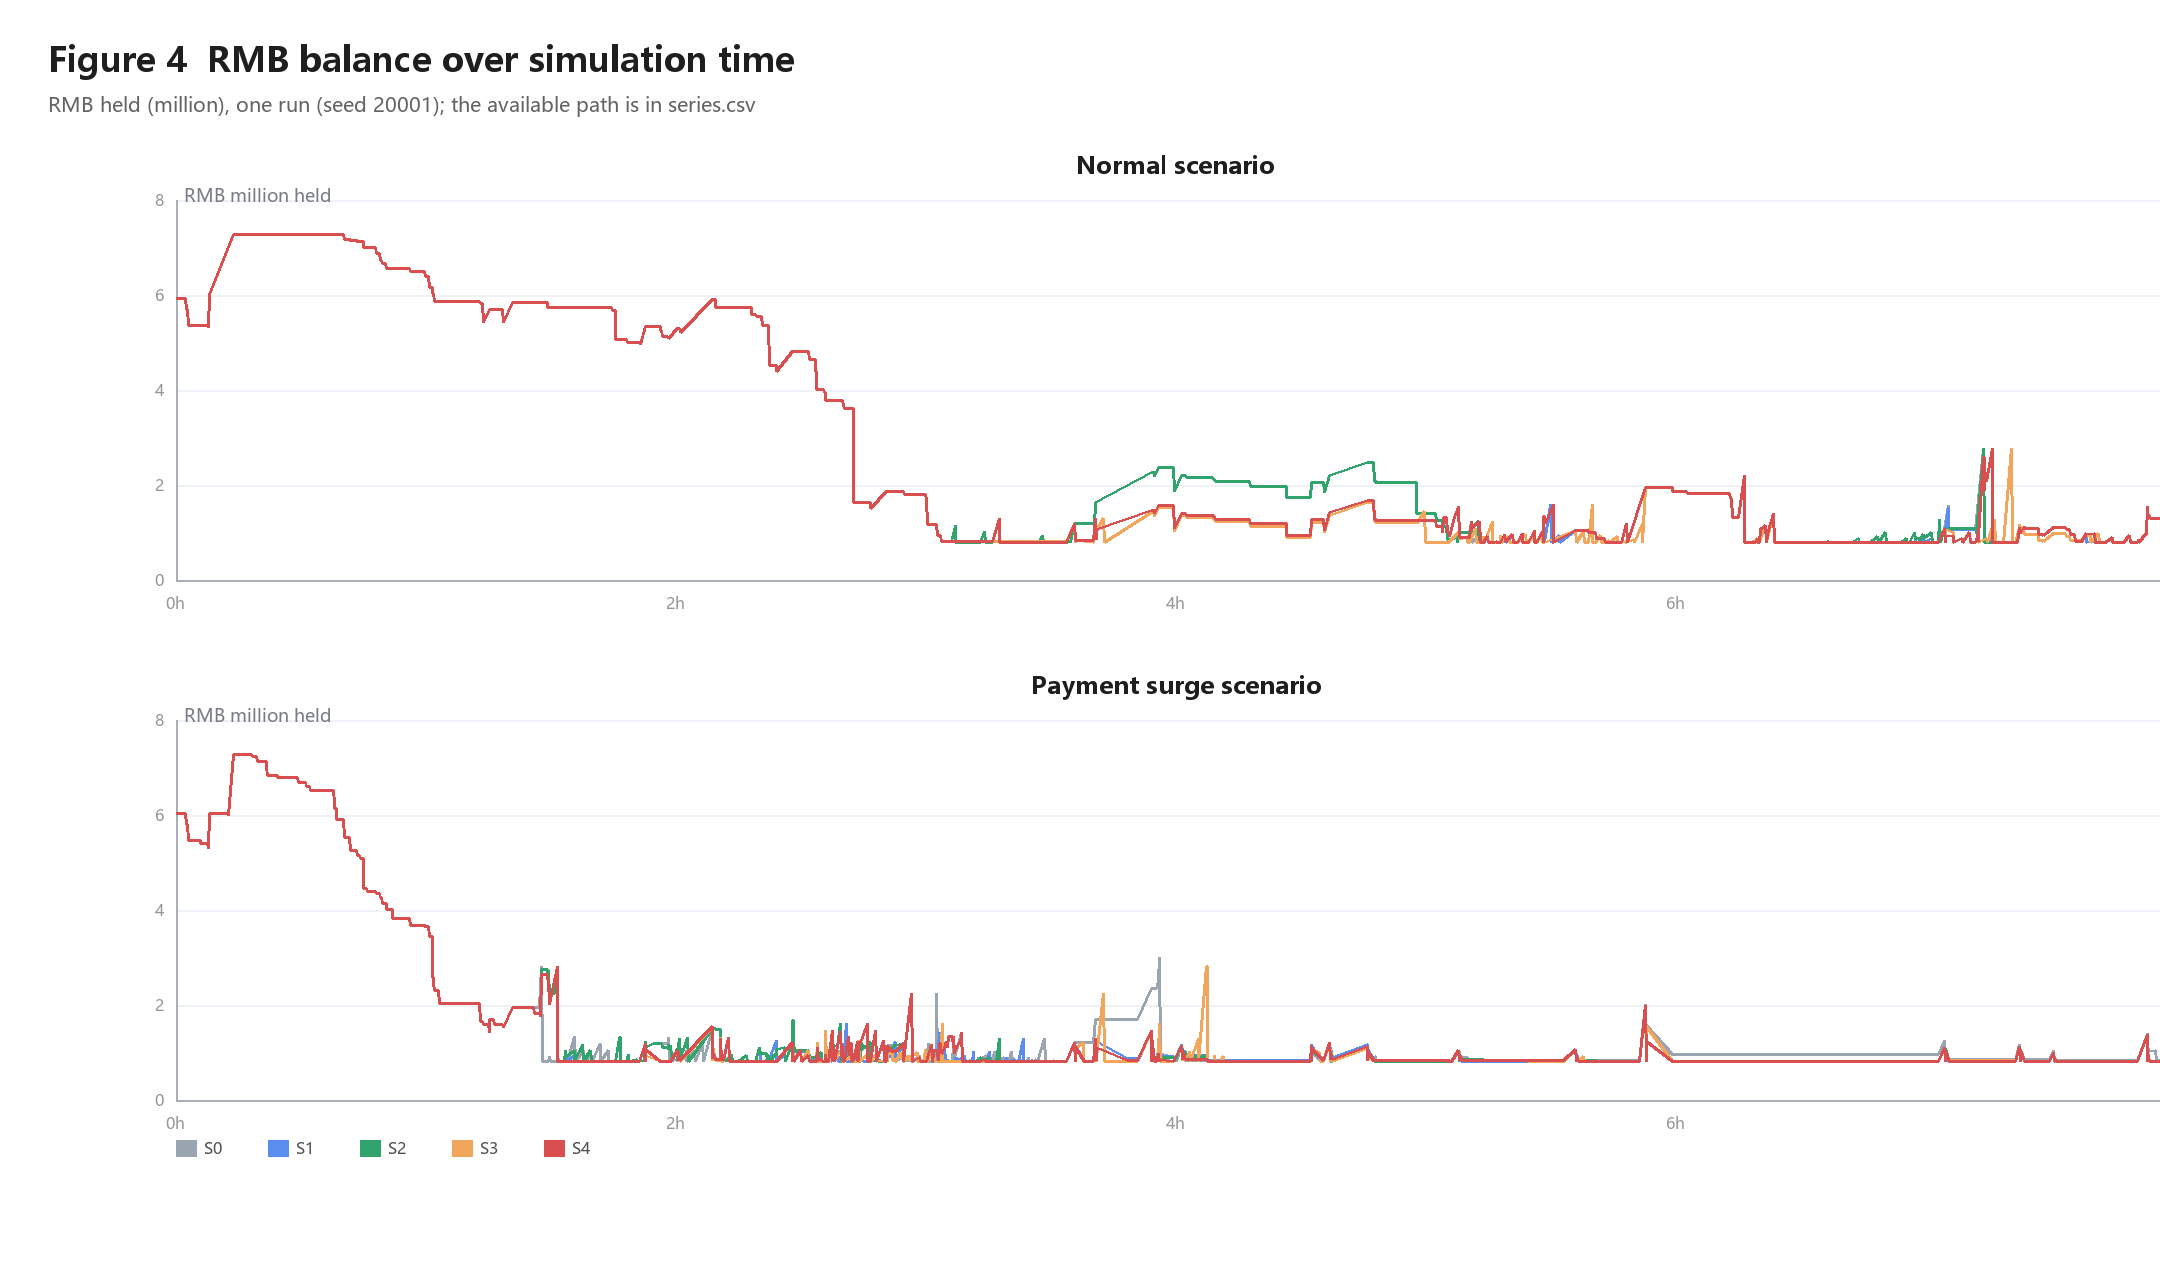 Figure 4 RMB balance over simulation time
RMB held (million), one run (seed 20001); the available path is in series.csv
Normal scenario
RMB million held
8
6
4
2
0
0h 2h 4h 6h
Payment surge scenario
RMB million held
8
6
4
2
0
0h 2h 4h 6h
S0 S1 S2 S3 S4